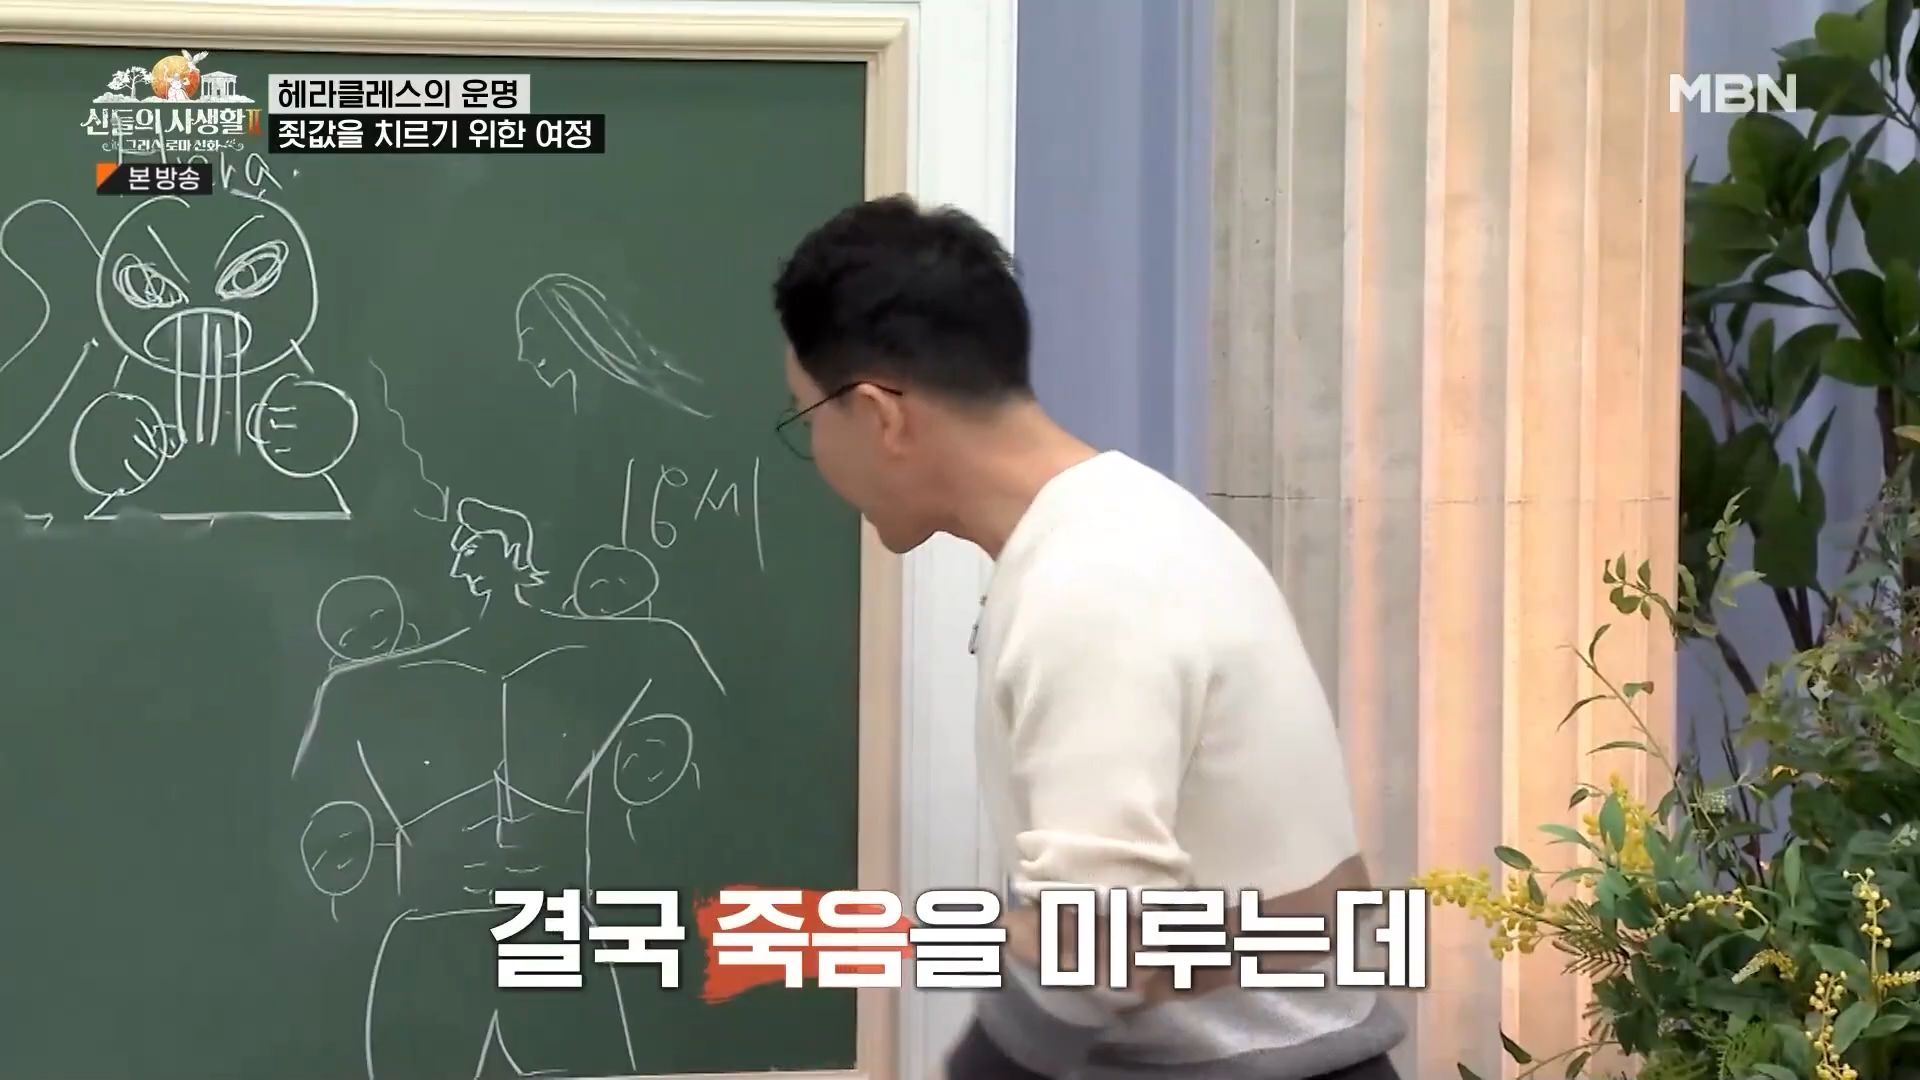 헤라클레스의 운명
MBN
신들의 사생활 II
죗값을 치르기 위한 여정
그리스 로마 신화
본 방송
Hera
16세
결국 죽음을 미루는데